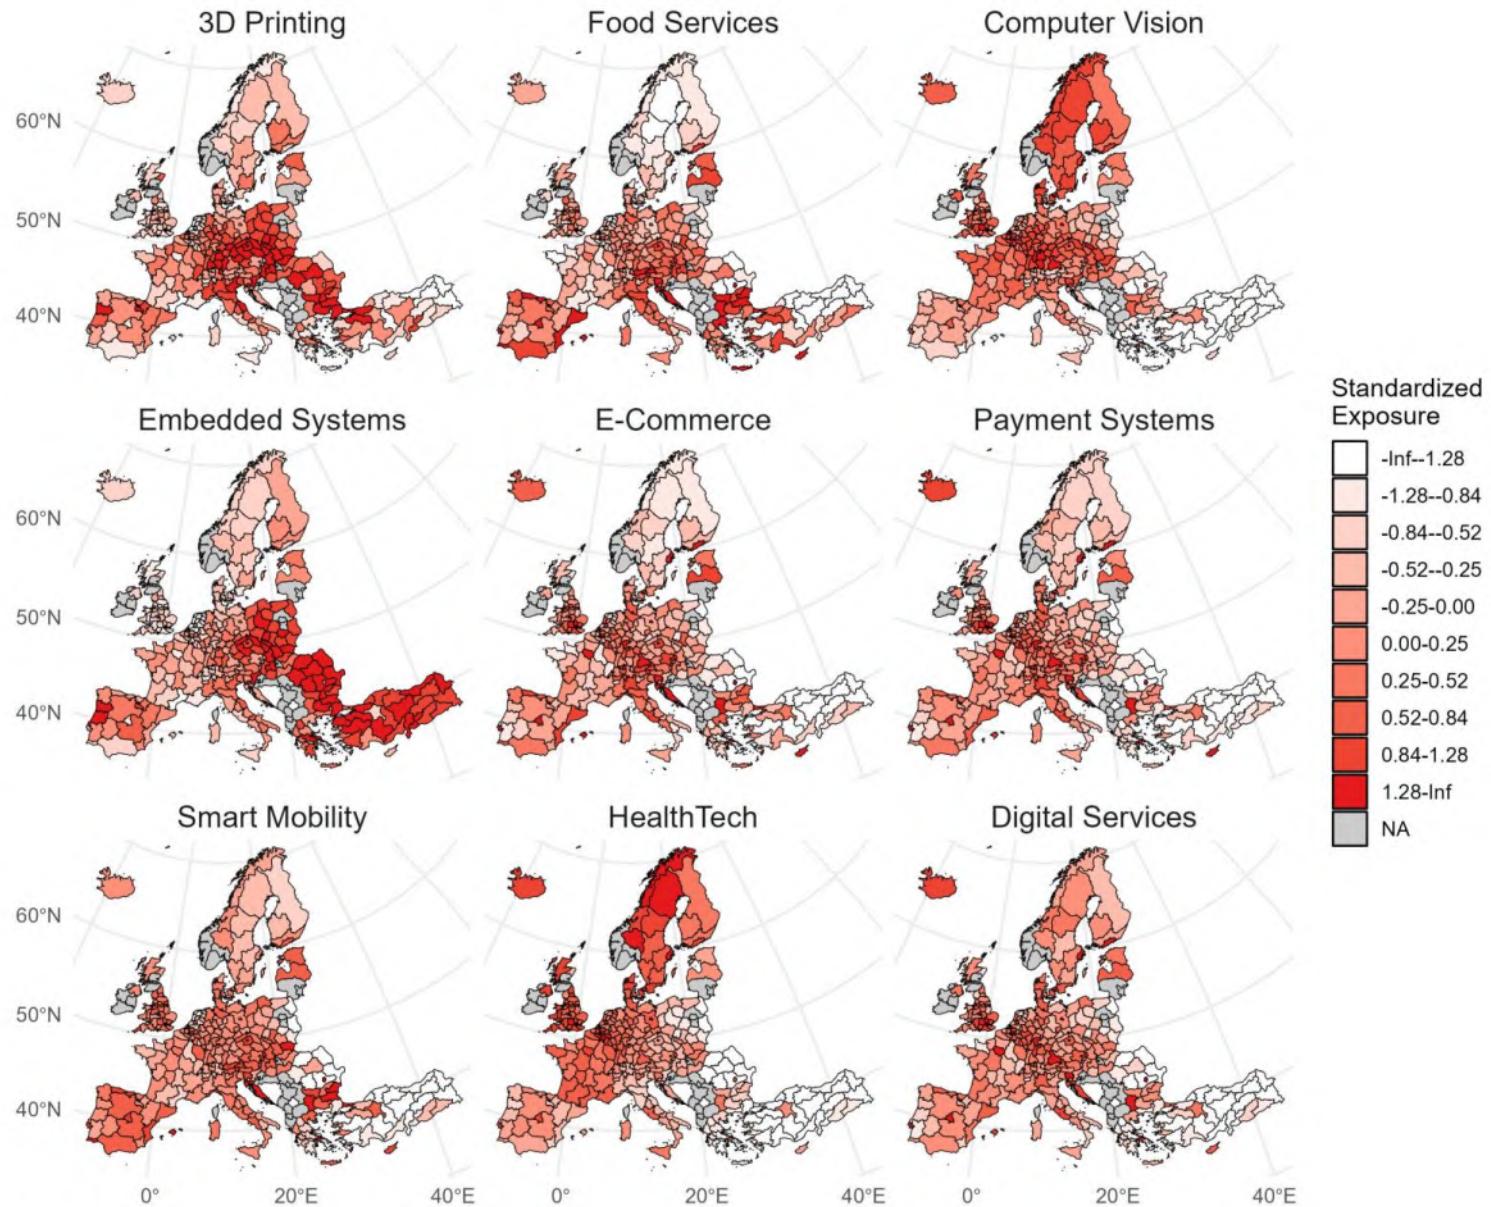 3D Printing
Food Services
Computer Vision
60°N
50°N
40°N
Embedded Systems
E-Commerce
Payment Systems
60°N
50°N
40°N
Smart Mobility
HealthTech
Digital Services
60°N
50°N
40°N
0°
20°E
40°E
0°
20°E
40°E
0°
20°E
40°E
Standardized
Exposure
-Inf--1.28
-1.28--0.84
-0.84--0.52
-0.52--0.25
-0.25-0.00
0.00-0.25
0.25-0.52
0.52-0.84
0.84-1.28
1.28-Inf
NA